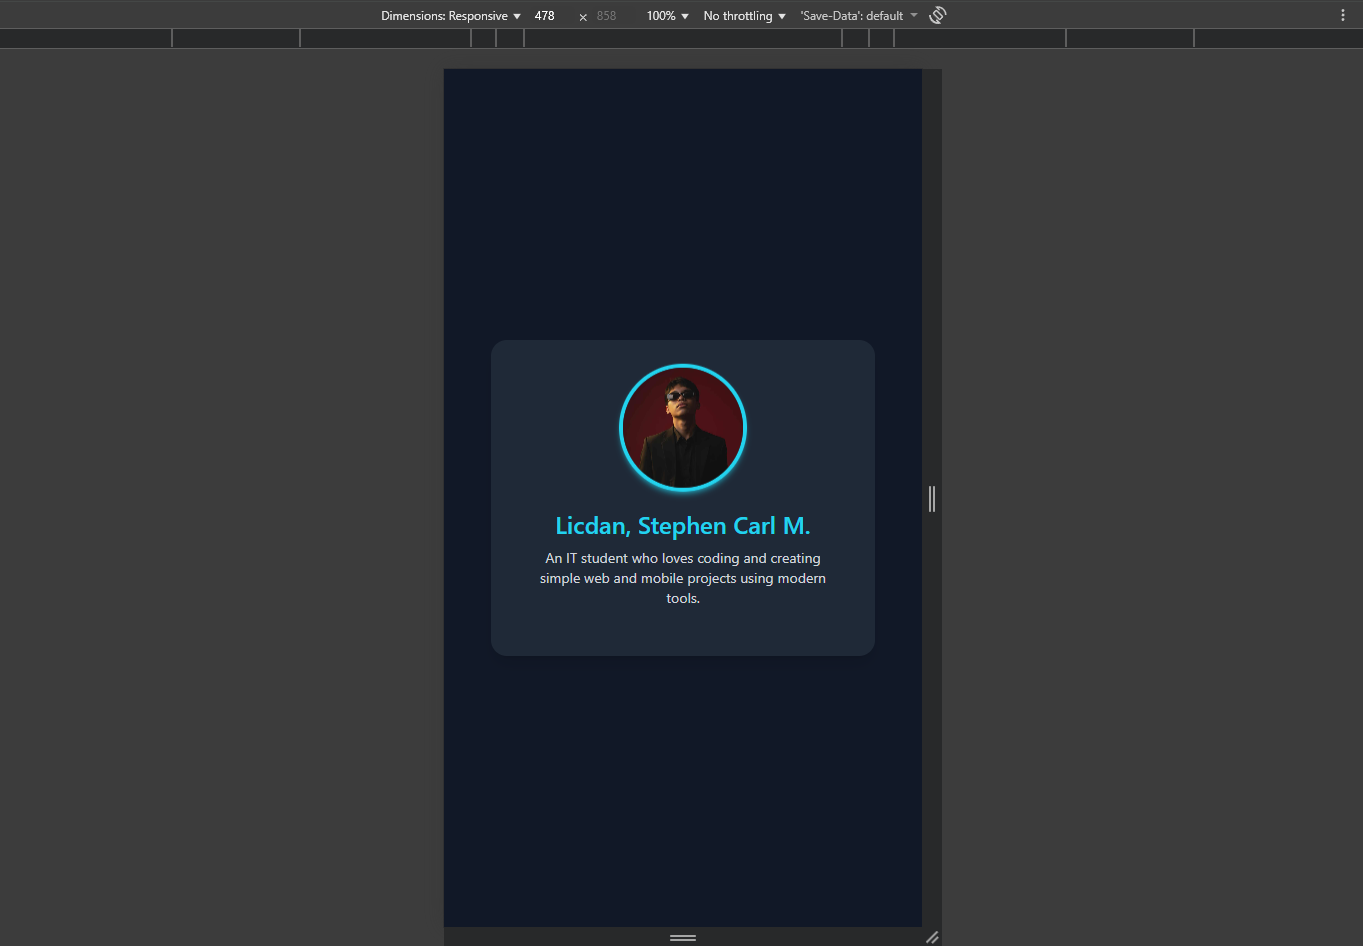 Dimensions: Responsive 478 × 858 100% No throttling 'Save-Data': default
Licdan, Stephen Carl M.
An IT student who loves coding and creating
simple web and mobile projects using modern
tools.